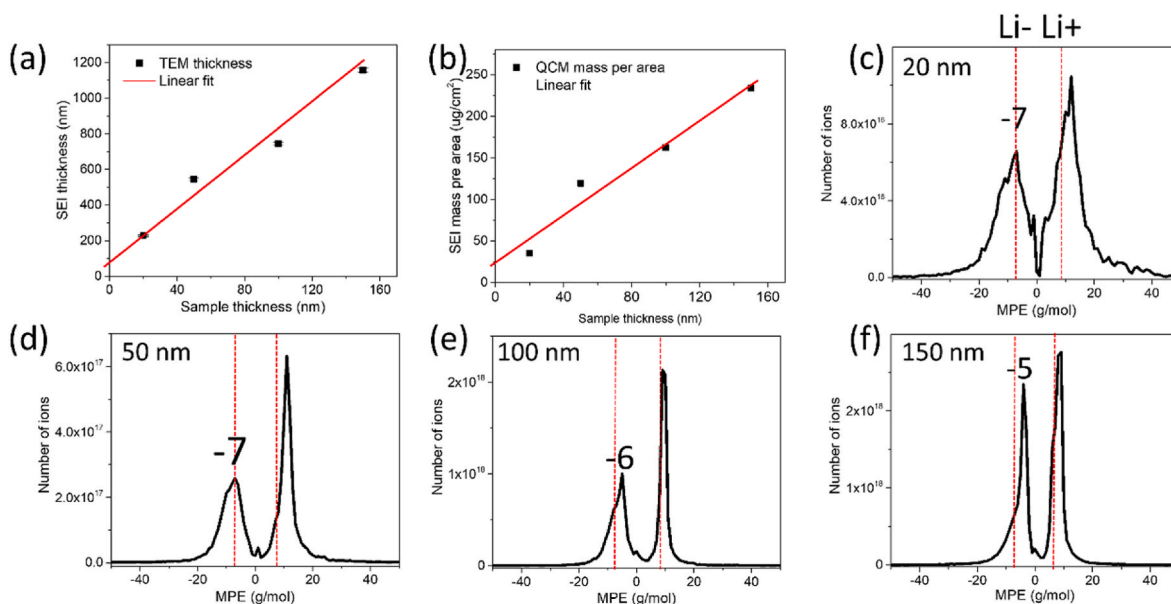 Li- Li+
(a)
TEM thickness
Linear fit
1200
1000
800
600
400
200
0
SEI thickness (nm)
0 40 80 120 160
Sample thickness (nm)
(b)
QCM mass per area
Linear fit
250
200
150
100
50
0
SEI mass pre area (ug/cm²)
0 40 80 120 160
Sample thickness (nm)
(c)
20 nm
-7
8.0x10¹⁶
4.0x10¹⁶
0.0
Number of ions
-40 -20 0 20 40
MPE (g/mol)
(d)
50 nm
-7
6.0x10¹⁷
4.0x10¹⁷
2.0x10¹⁷
0.0
Number of ions
-40 -20 0 20 40
MPE (g/mol)
(e)
100 nm
-6
2x10¹⁸
1x10¹⁸
0
Number of ions
-40 -20 0 20 40
MPE (g/mol)
(f)
150 nm
-5
2x10¹⁸
1x10¹⁸
0
Number of ions
-40 -20 0 20 40
MPE (g/mol)